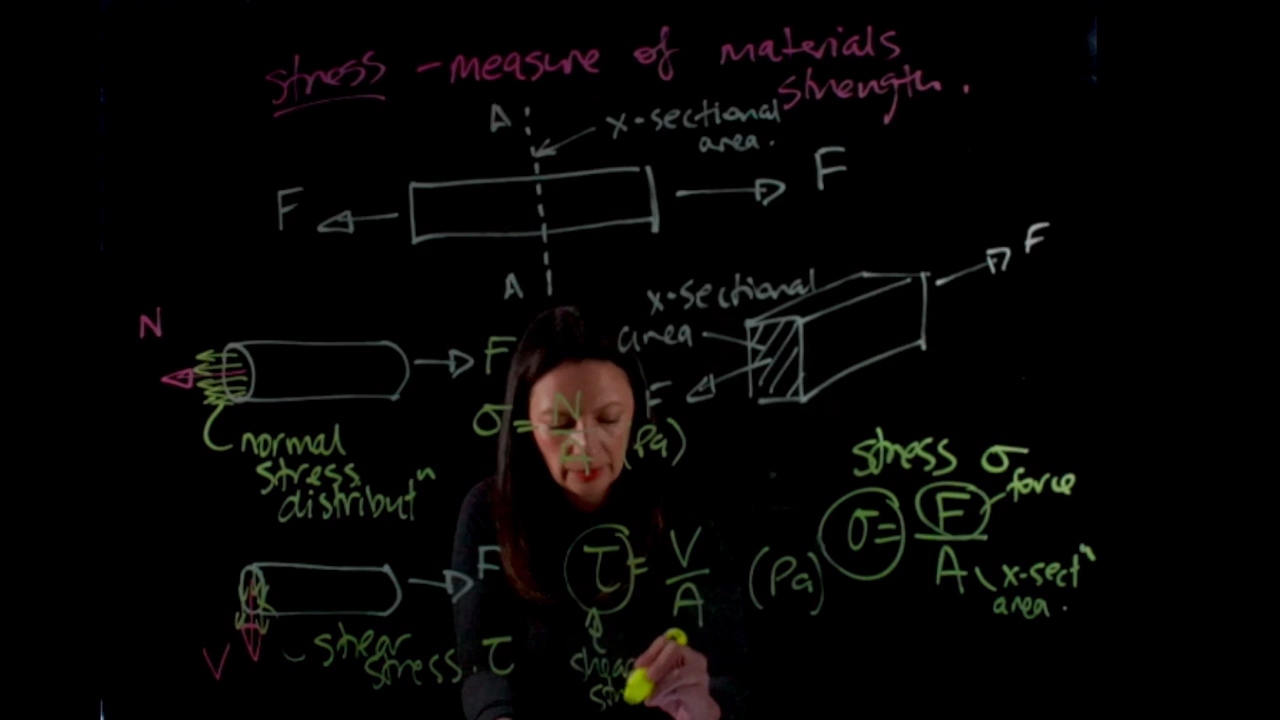 stress - measure of materials
strength.
A
x-sectional
area.
F
F
A
F
x-sectional
area
F
N
F
σ = N/A (Pa)
normal
stress
distributⁿ
stress σ
σ = F/A
force
x-sectⁿ
area.
F
τ = V/A (Pa)
V
shear
stress. τ
shear